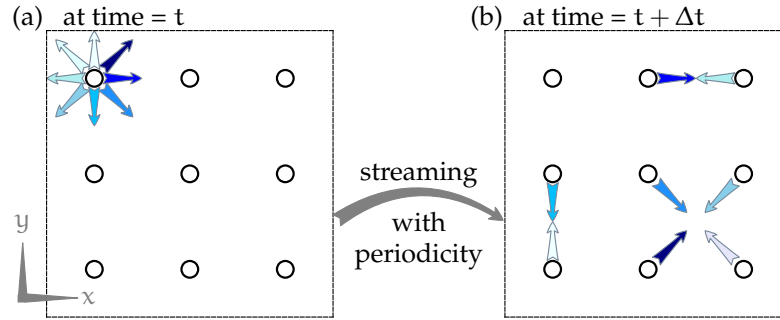 (a) at time = t
(b) at time = t + Δt
streaming
with
periodicity
y
x